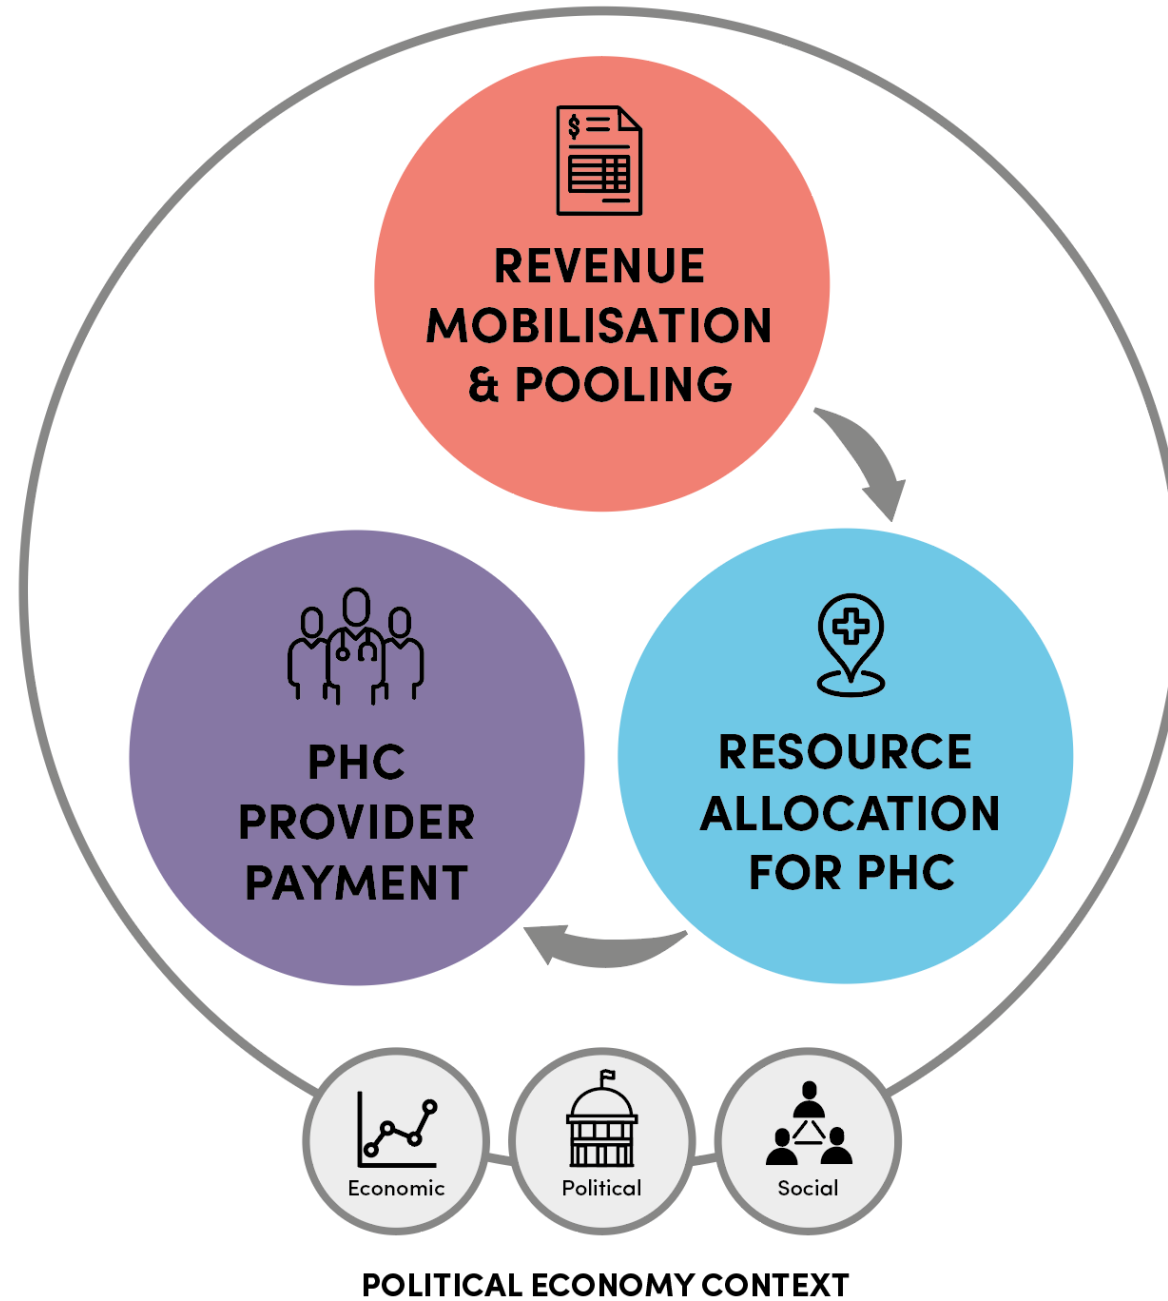 $
REVENUE
MOBILISATION
& POOLING
PHC
PROVIDER
PAYMENT
RESOURCE
ALLOCATION
FOR PHC
Economic
Political
Social
POLITICAL ECONOMY CONTEXT